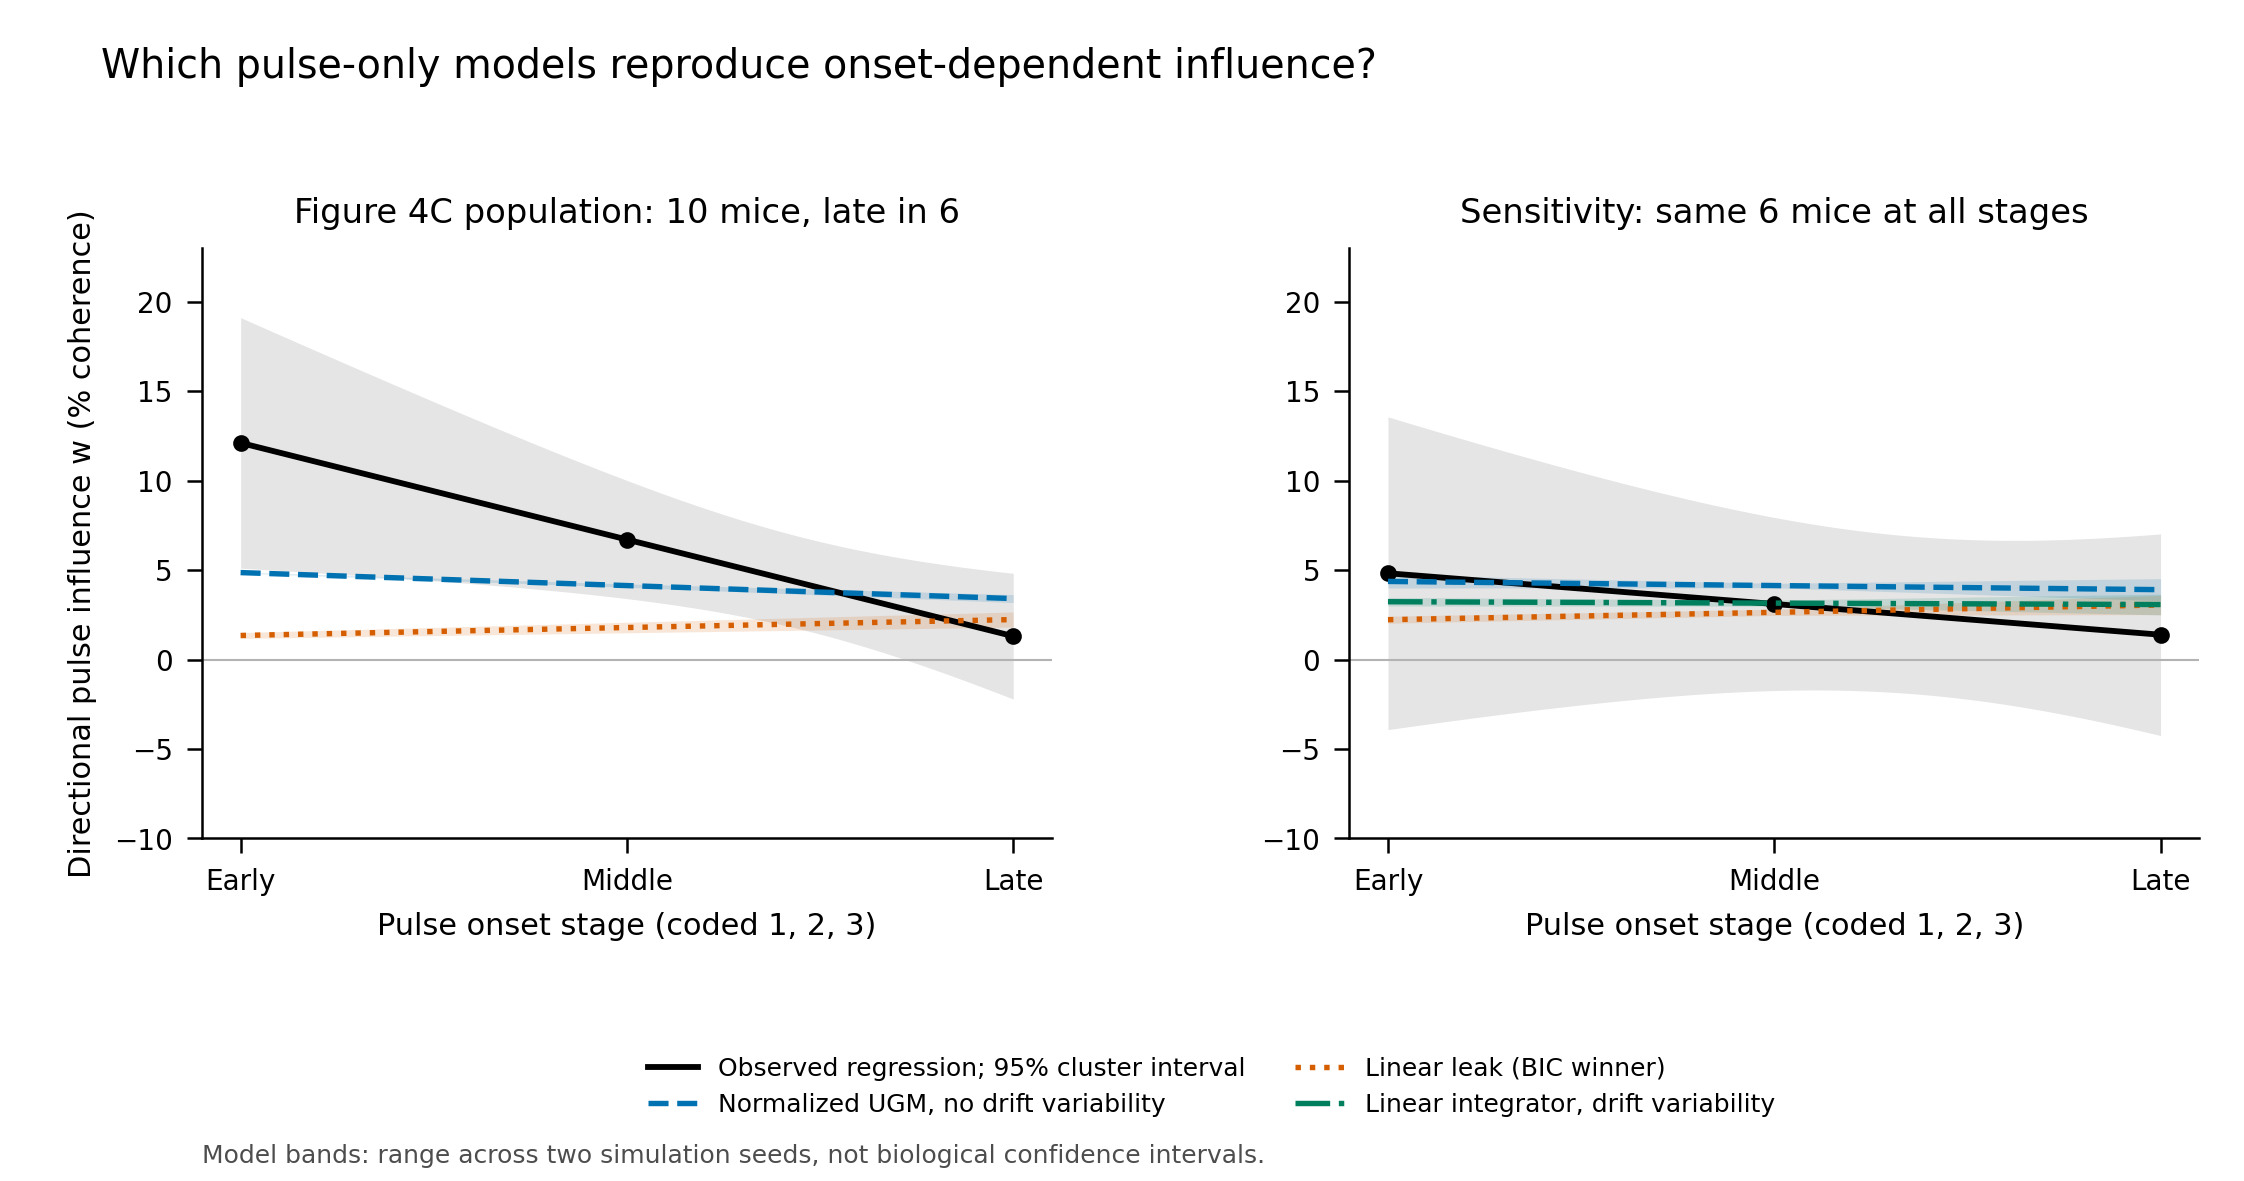 Which pulse-only models reproduce onset-dependent influence?
Figure 4C population: 10 mice, late in 6
Directional pulse influence w (% coherence)
20
15
10
5
0
−5
−10
Early Middle Late
Pulse onset stage (coded 1, 2, 3)
Sensitivity: same 6 mice at all stages
20
15
10
5
0
−5
−10
Early Middle Late
Pulse onset stage (coded 1, 2, 3)
Observed regression; 95% cluster interval
Normalized UGM, no drift variability
Linear leak (BIC winner)
Linear integrator, drift variability
Model bands: range across two simulation seeds, not biological confidence intervals.